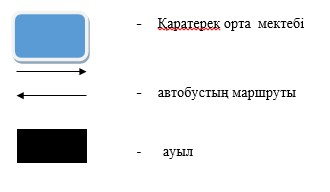 - Қаратерек орта мектебі
- автобустың маршруты
- ауыл